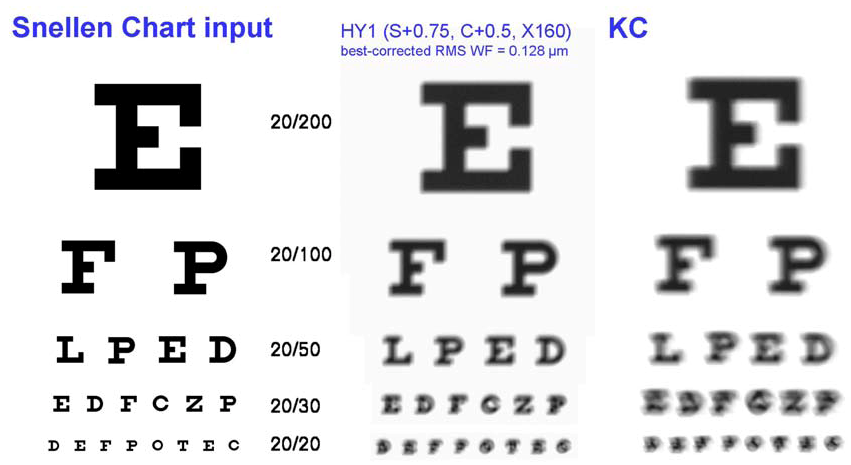 Snellen Chart input
HY1 (S+0.75, C+0.5, X160)
best-corrected RMS WF = 0.128 µm
KC
E 20/200 E E
F P 20/100 F P F P
L P E D 20/50 L P E D L P E D
E D F C Z P 20/30 E D F C Z P E D F C Z P
D E F P O T E C 20/20 D E F P O T E C D E F P O T E C